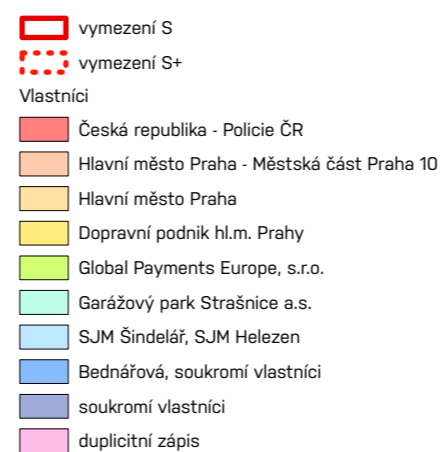 vymezení S
vymezení S+
Vlastníci
Česká republika - Policie ČR
Hlavní město Praha - Městská část Praha 10
Hlavní město Praha
Dopravní podnik hl.m. Prahy
Global Payments Europe, s.r.o.
Garážový park Strašnice a.s.
SJM Šindelář, SJM Helezen
Bednářová, soukromí vlastníci
soukromí vlastníci
duplicitní zápis